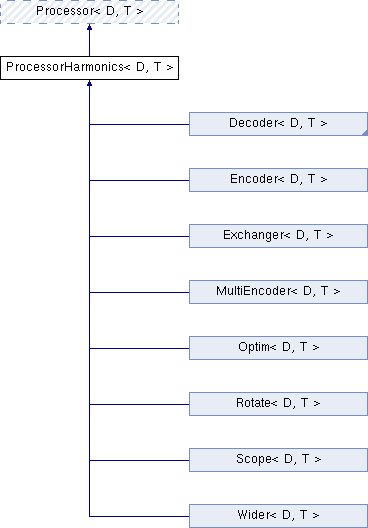 Processor< D, T >
ProcessorHarmonics< D, T >
Decoder< D, T >
Encoder< D, T >
Exchanger< D, T >
MultiEncoder< D, T >
Optim< D, T >
Rotate< D, T >
Scope< D, T >
Wider< D, T >